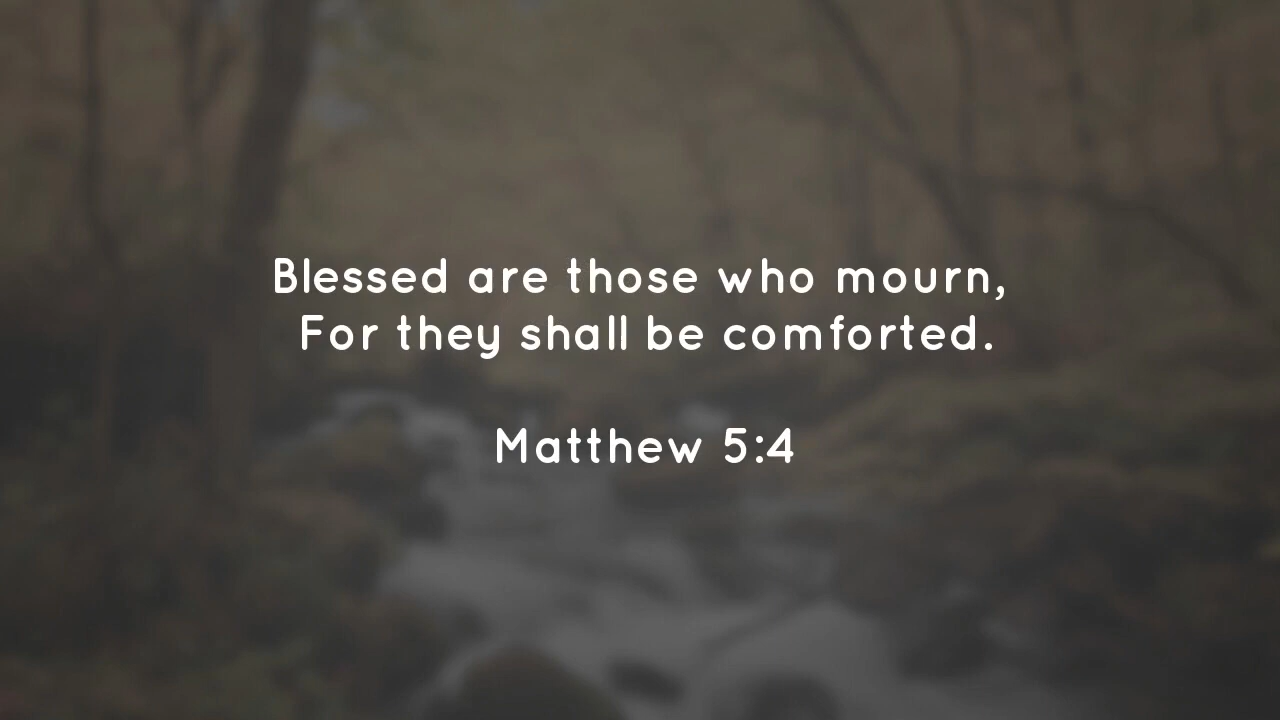 Blessed are those who mourn,
For they shall be comforted.
Matthew 5:4